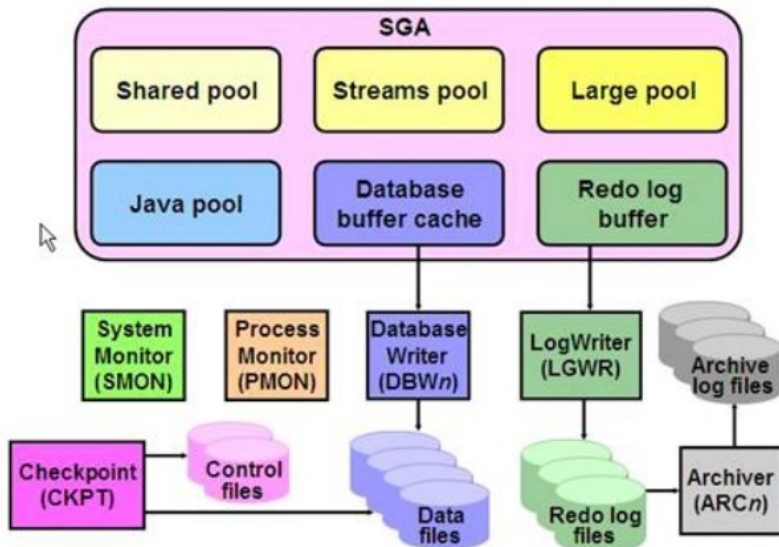 SGA
Shared pool
Streams pool
Large pool
Java pool
Database
buffer cache
Redo log
buffer
System
Monitor
(SMON)
Process
Monitor
(PMON)
Database
Writer
(DBWn)
LogWriter
(LGWR)
Archive
log files
Checkpoint
(CKPT)
Control
files
Data
files
Redo log
files
Archiver
(ARCn)